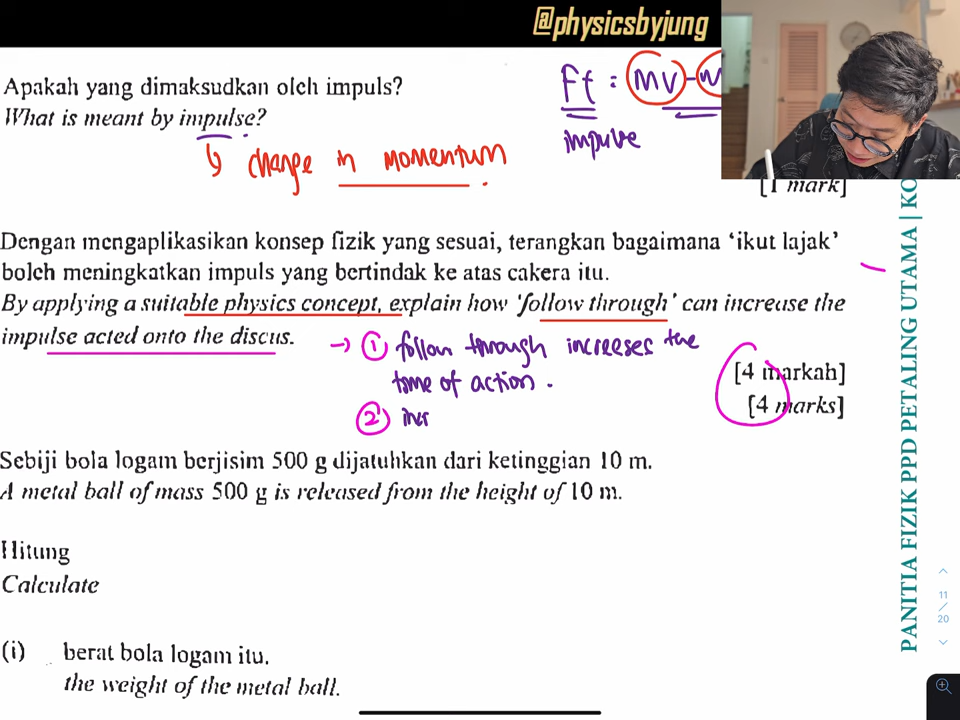 @physicsbyjung
Apakah yang dimaksudkan oleh impuls?
What is meant by impulse?
Ft = mv -
impulse
↳ change in momentum.
[1 mark]
Dengan mengaplikasikan konsep fizik yang sesuai, terangkan bagaimana ‘ikut lajak’
boleh meningkatkan impuls yang bertindak ke atas cakera itu.
By applying a suitable physics concept, explain how ‘follow through’ can increase the
impulse acted onto the discus.
→ ① follow through increases the
time of action.
[4 markah]
[4 marks]
② incr
Sebiji bola logam berjisim 500 g dijatuhkan dari ketinggian 10 m.
A metal ball of mass 500 g is released from the height of 10 m.
Hitung
Calculate
(i) berat bola logam itu.
the weight of the metal ball.
PANITIA FIZIK PPD PETALING UTAMA | KO
11
20